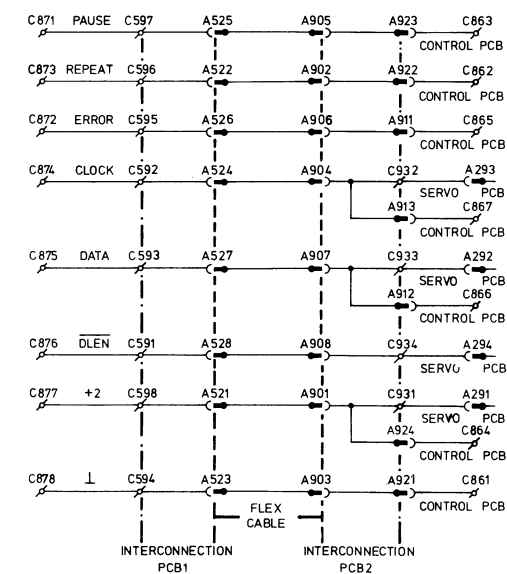 C871 PAUSE C597 A525 A905 A923 C863
CONTROL PCB
C873 REPEAT C596 A522 A902 A922 C862
CONTROL PCB
C872 ERROR C595 A526 A906 A911 C865
CONTROL PCB
C874 CLOCK C592 A524 A904 C932 A293
SERVO PCB
A913 C867
CONTROL PCB
C875 DATA C593 A527 A907 C933 A292
SERVO PCB
A912 C866
CONTROL PCB
C876 DLEN C591 A528 A908 C934 A294
SERVO PCB
C877 +2 C598 A521 A901 C931 A291
SERVO PCB
A924 C864
CONTROL PCB
C878 ⊥ C594 A523 A903 A921 C861
CONTROL PCB
FLEX
CABLE
INTERCONNECTION INTERCONNECTION
PCB1 PCB2